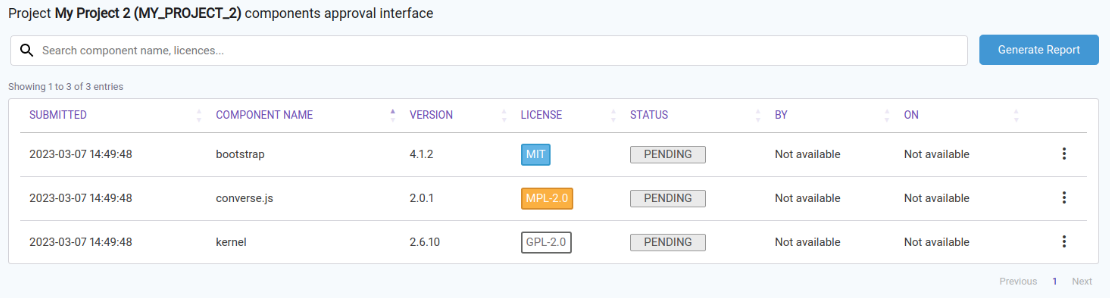 Project My Project 2 (MY_PROJECT_2) components approval interface
Search component name, licences...
Generate Report
Showing 1 to 3 of 3 entries
SUBMITTED COMPONENT NAME VERSION LICENSE STATUS BY ON
2023-03-07 14:49:48 bootstrap 4.1.2 MIT PENDING Not available Not available
2023-03-07 14:49:48 converse.js 2.0.1 MPL-2.0 PENDING Not available Not available
2023-03-07 14:49:48 kernel 2.6.10 GPL-2.0 PENDING Not available Not available
Previous 1 Next